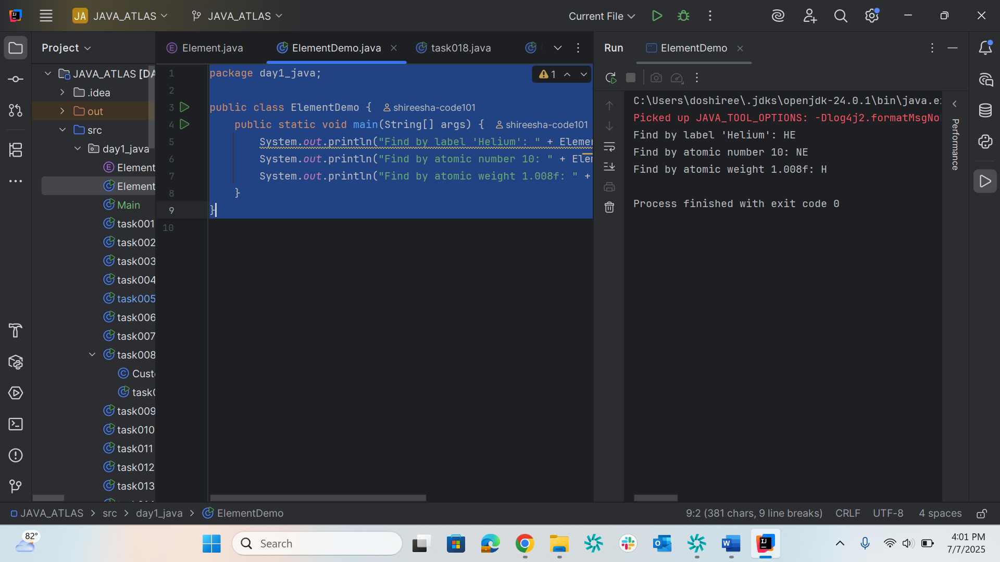 JA JAVA_ATLAS JAVA_ATLAS Current File
Project
JAVA_ATLAS [DA
.idea
out
src
day1_java
Element
Element
Main
task001
task002
task003
task004
task005
task006
task007
task008
Custo
task0
task009
task010
task011
task012
task013
Element.java ElementDemo.java task018.java
1 package day1_java;
2
3 public class ElementDemo { shireesha-code101
4 public static void main(String[] args) { shireesha-code101
5 System.out.println("Find by label 'Helium': " + Elemen
6 System.out.println("Find by atomic number 10: " + Elem
7 System.out.println("Find by atomic weight 1.008f: " +
8 }
9 }
10
1
Run ElementDemo
C:\Users\doshiree\.jdks\openjdk-24.0.1\bin\java.ex
Picked up JAVA_TOOL_OPTIONS: -Dlog4j2.formatMsgNoL
Find by label 'Helium': HE
Find by atomic number 10: NE
Find by atomic weight 1.008f: H
Process finished with exit code 0
Performance
JAVA_ATLAS > src > day1_java > ElementDemo
9:2 (381 chars, 9 line breaks) CRLF UTF-8 4 spaces
82°
Search
4:01 PM
7/7/2025